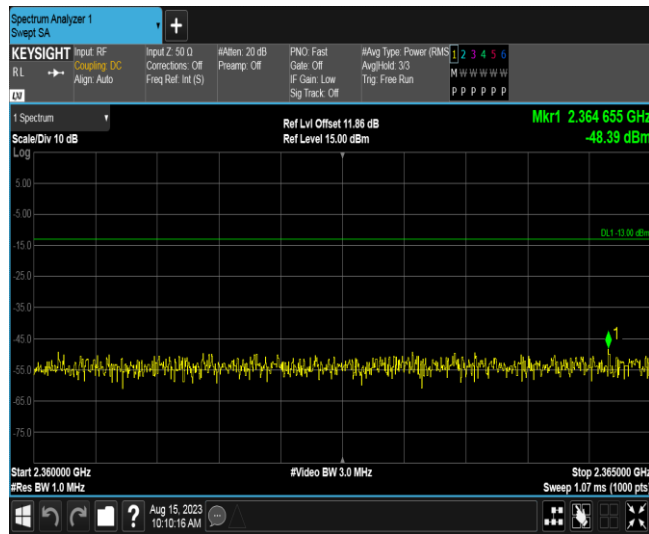 Spectrum Analyzer 1
Swept SA
+
KEYSIGHT
RL
LXI
Input: RF
Coupling: DC
Align: Auto
Input Z: 50 Ω
Corrections: Off
Freq Ref: Int (S)
#Atten: 20 dB
Preamp: Off
PNO: Fast
Gate: Off
IF Gain: Low
Sig Track: Off
#Avg Type: Power (RMS
Avg|Hold: 3/3
Trig: Free Run
1 2 3 4 5 6
M W W W W W
P P P P P P
1 Spectrum
Scale/Div 10 dB
Ref Lvl Offset 11.86 dB
Ref Level 15.00 dBm
Mkr1 2.364 655 GHz
-48.39 dBm
Log
5.00
-5.00
DL1 -13.00 dBm
-15.0
-25.0
-35.0
-45.0
1
-55.0
-65.0
-75.0
Start 2.360000 GHz
#Res BW 1.0 MHz
#Video BW 3.0 MHz
Stop 2.365000 GHz
Sweep 1.07 ms (1000 pts)
?
Aug 15, 2023
10:10:16 AM